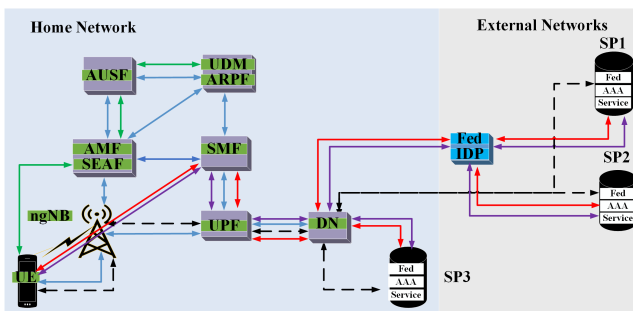 Home Network
External Networks
SP1
AUSF
UDM
ARPF
Fed
AAA
Service
AMF
SEAF
SMF
Fed
IDP
SP2
Fed
AAA
Service
ngNB
UPF
DN
UE
Fed
AAA
Service
SP3